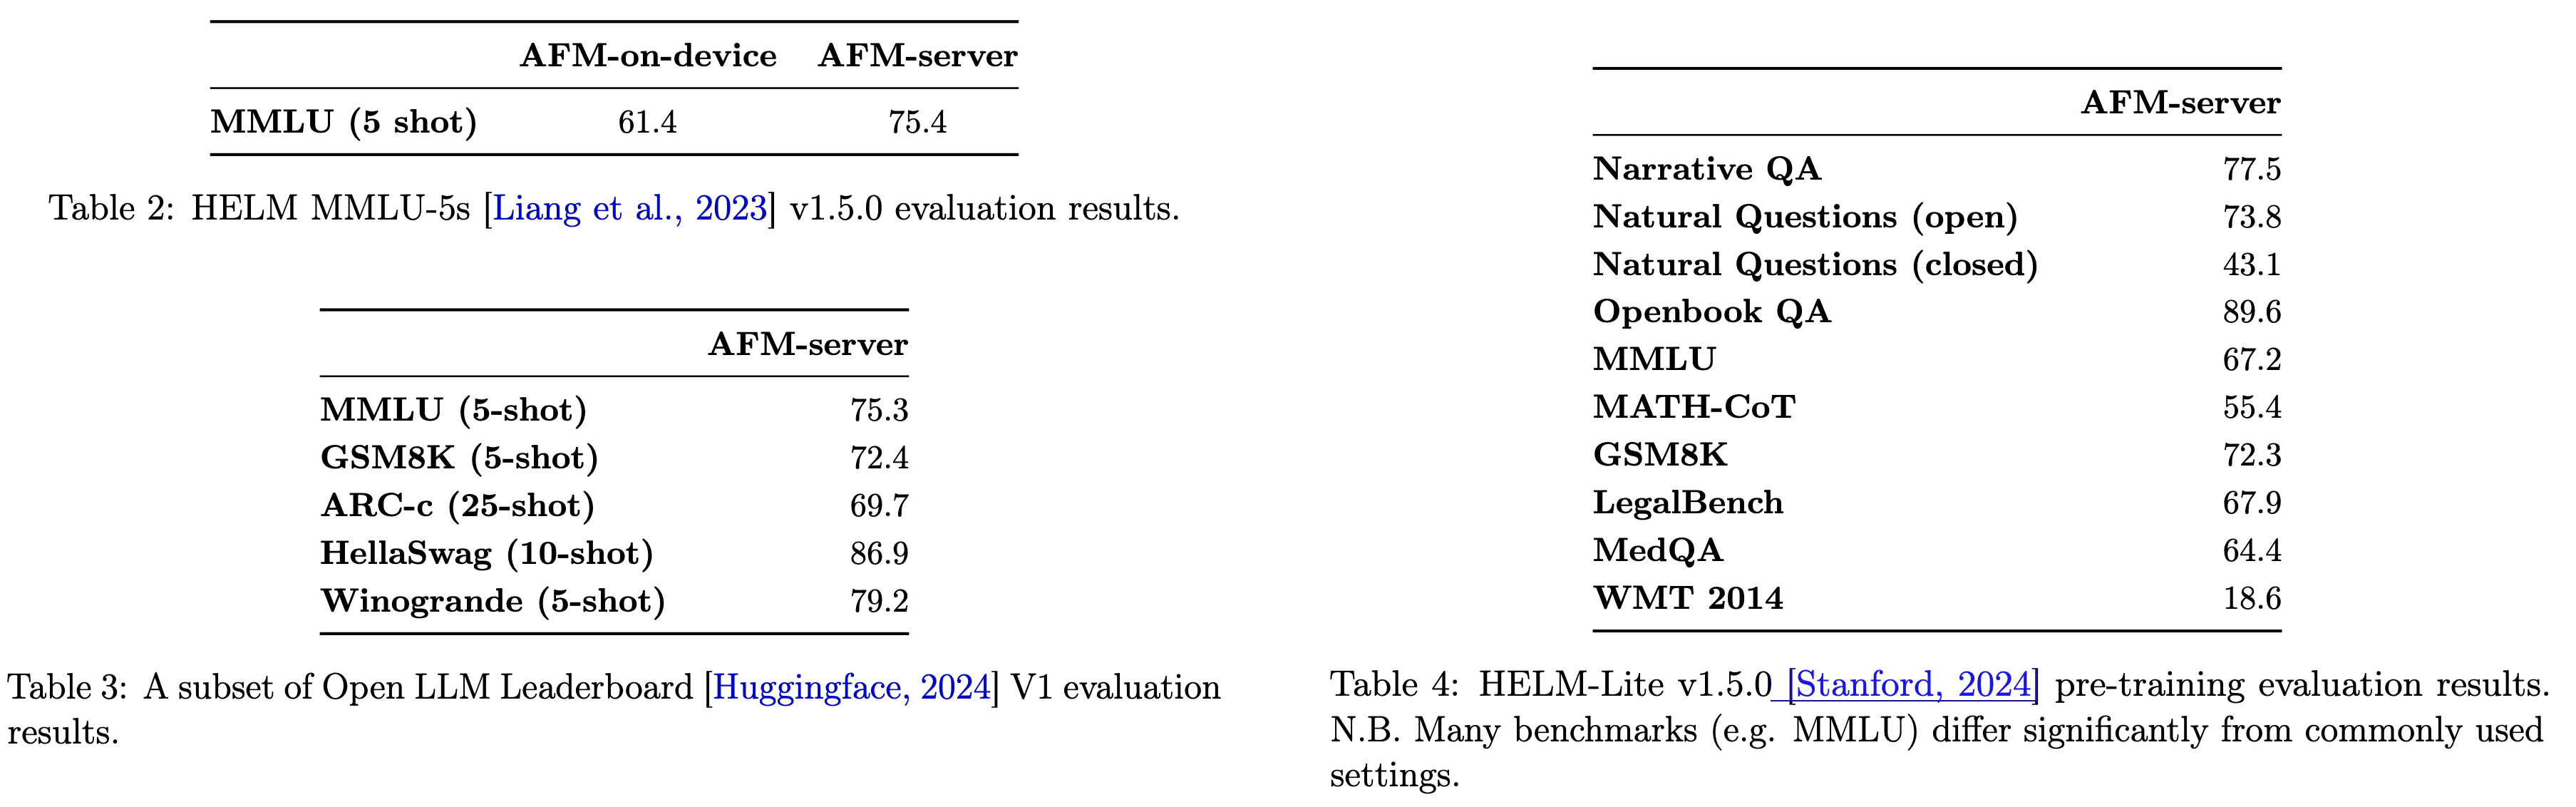 AFM-on-device AFM-server
MMLU (5 shot) 61.4 75.4
Table 2: HELM MMLU-5s [Liang et al., 2023] v1.5.0 evaluation results.
AFM-server
MMLU (5-shot) 75.3
GSM8K (5-shot) 72.4
ARC-c (25-shot) 69.7
HellaSwag (10-shot) 86.9
Winogrande (5-shot) 79.2
Table 3: A subset of Open LLM Leaderboard [Huggingface, 2024] V1 evaluation
results.
AFM-server
Narrative QA 77.5
Natural Questions (open) 73.8
Natural Questions (closed) 43.1
Openbook QA 89.6
MMLU 67.2
MATH-CoT 55.4
GSM8K 72.3
LegalBench 67.9
MedQA 64.4
WMT 2014 18.6
Table 4: HELM-Lite v1.5.0 [Stanford, 2024] pre-training evaluation results.
N.B. Many benchmarks (e.g. MMLU) differ significantly from commonly used
settings.